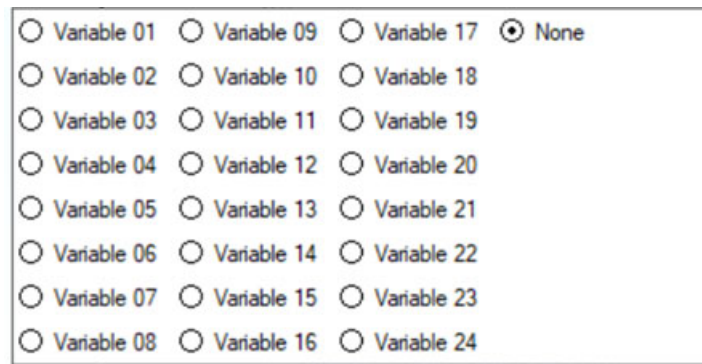 Variable 01 Variable 09 Variable 17 None
Variable 02 Variable 10 Variable 18
Variable 03 Variable 11 Variable 19
Variable 04 Variable 12 Variable 20
Variable 05 Variable 13 Variable 21
Variable 06 Variable 14 Variable 22
Variable 07 Variable 15 Variable 23
Variable 08 Variable 16 Variable 24